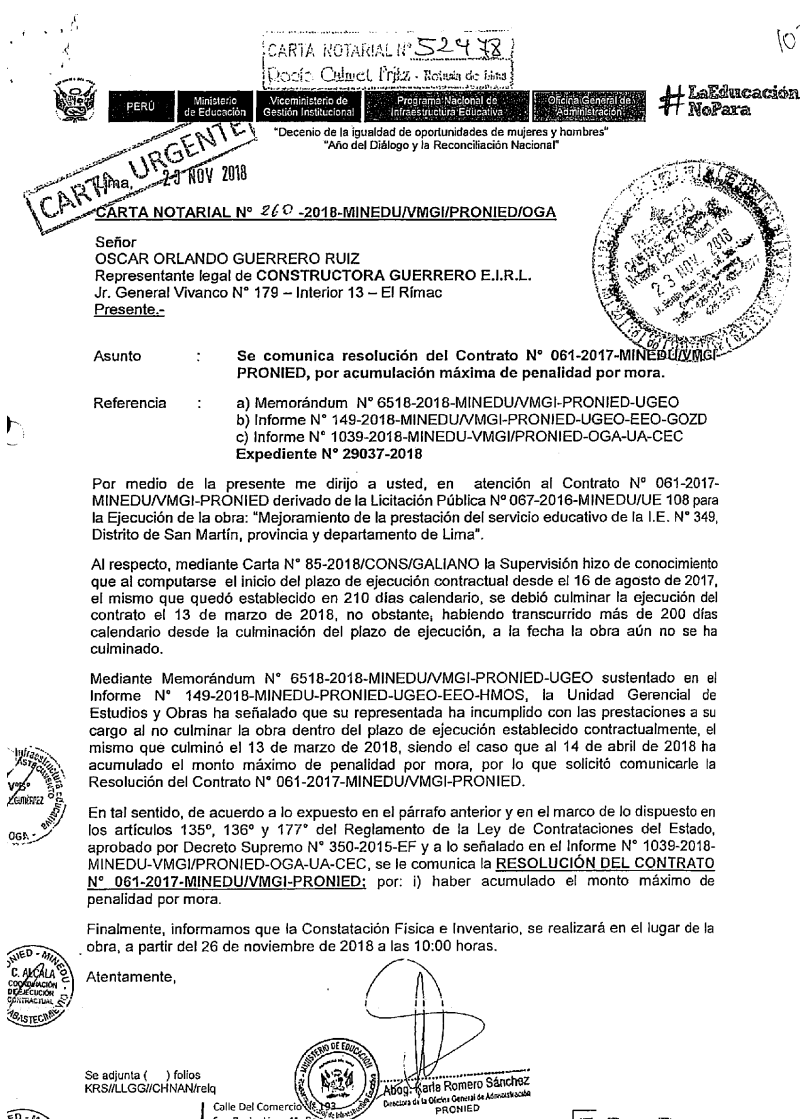 CARTA NOTARIAL N° 52478
Rocío Calmet Fritz - Notaria de Lima
PERÚ
Ministerio
de Educación
Viceministerio de
Gestión Institucional
Programa Nacional de
Infraestructura Educativa
Oficina General de
Administración
#LaEducación
NoPara
"Decenio de la igualdad de oportunidades de mujeres y hombres"
"Año del Diálogo y la Reconciliación Nacional"
CARTA URGENTE
Lima, 23 NOV 2018
CARTA NOTARIAL N° 260 -2018-MINEDU/VMGI/PRONIED/OGA
23 NOV. 2018
Señor
OSCAR ORLANDO GUERRERO RUIZ
Representante legal de CONSTRUCTORA GUERRERO E.I.R.L.
Jr. General Vivanco N° 179 – Interior 13 – El Rímac
Presente.-
Asunto : Se comunica resolución del Contrato N° 061-2017-MINEDU/VMGI-
PRONIED, por acumulación máxima de penalidad por mora.
Referencia : a) Memorándum N° 6518-2018-MINEDU/VMGI-PRONIED-UGEO
b) Informe N° 149-2018-MINEDU/VMGI-PRONIED-UGEO-EEO-GOZD
c) Informe N° 1039-2018-MINEDU-VMGI/PRONIED-OGA-UA-CEC
Expediente N° 29037-2018
Por medio de la presente me dirijo a usted, en atención al Contrato N° 061-2017-
MINEDU/VMGI-PRONIED derivado de la Licitación Pública N° 067-2016-MINEDU/UE 108 para
la Ejecución de la obra: "Mejoramiento de la prestación del servicio educativo de la I.E. N° 349,
Distrito de San Martín, provincia y departamento de Lima".
Al respecto, mediante Carta N° 85-2018/CONS/GALIANO la Supervisión hizo de conocimiento
que al computarse el inicio del plazo de ejecución contractual desde el 16 de agosto de 2017,
el mismo que quedó establecido en 210 días calendario, se debió culminar la ejecución del
contrato el 13 de marzo de 2018, no obstante, habiendo transcurrido más de 200 días
calendario desde la culminación del plazo de ejecución, a la fecha la obra aún no se ha
culminado.
Mediante Memorándum N° 6518-2018-MINEDU/VMGI-PRONIED-UGEO sustentado en el
Informe N° 149-2018-MINEDU-PRONIED-UGEO-EEO-HMOS, la Unidad Gerencial de
Estudios y Obras ha señalado que su representada ha incumplido con las prestaciones a su
cargo al no culminar la obra dentro del plazo de ejecución establecido contractualmente, el
mismo que culminó el 13 de marzo de 2018, siendo el caso que al 14 de abril de 2018 ha
acumulado el monto máximo de penalidad por mora, por lo que solicitó comunicarle la
Resolución del Contrato N° 061-2017-MINEDU/VMGI-PRONIED.
En tal sentido, de acuerdo a lo expuesto en el párrafo anterior y en el marco de lo dispuesto en
los artículos 135°, 136° y 177° del Reglamento de la Ley de Contrataciones del Estado,
aprobado por Decreto Supremo N° 350-2015-EF y a lo señalado en el Informe N° 1039-2018-
MINEDU-VMGI/PRONIED-OGA-UA-CEC, se le comunica la RESOLUCIÓN DEL CONTRATO
N° 061-2017-MINEDU/VMGI-PRONIED; por: i) haber acumulado el monto máximo de
penalidad por mora.
Finalmente, informamos que la Constatación Física e Inventario, se realizará en el lugar de la
obra, a partir del 26 de noviembre de 2018 a las 10:00 horas.
Atentamente,
C. ALCALA
COORDINACIÓN
DE EJECUCIÓN
CONTRACTUAL
MINISTERIO DE EDUCACION
Abog. Karla Romero Sánchez
Directora de la Oficina General de Administración
PRONIED
Se adjunta ( ) folios
KRS//LLGG//CHNAN/relq
Calle Del Comercio N° 193